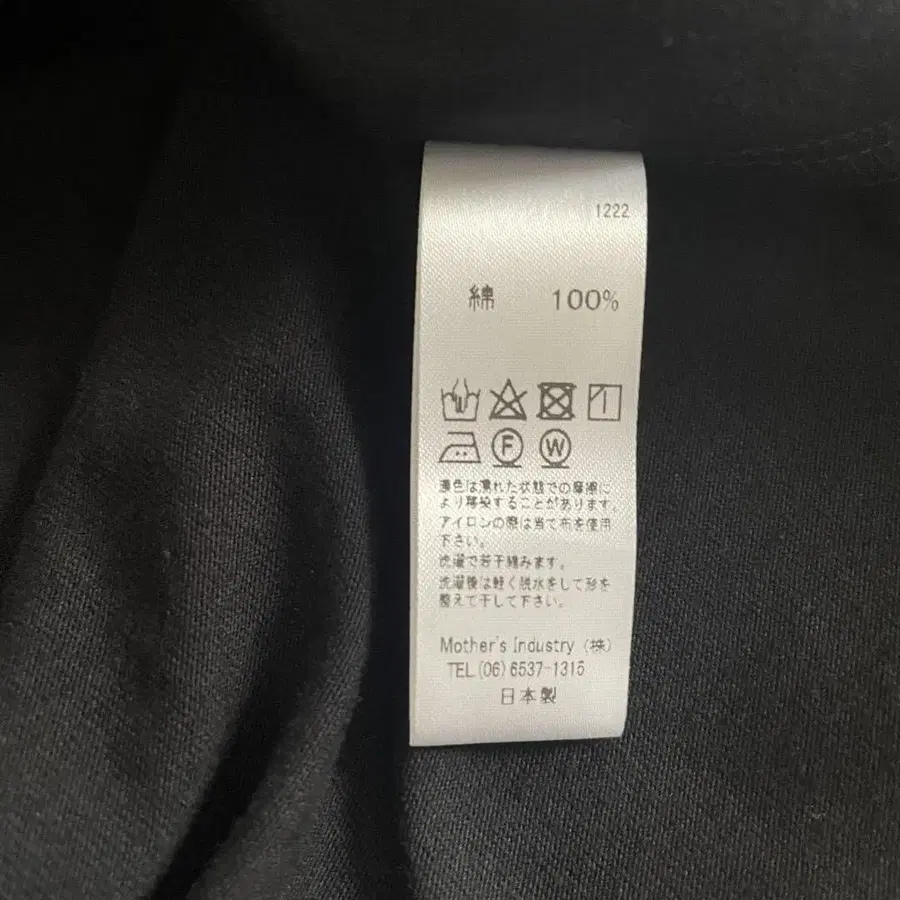 1222
綿 100%
F W
濃色は濡れた状態での摩擦に
より移染することがあります。
アイロンの際は当て布を使用
下さい。
洗濯で若干縮みます。
洗濯後は軽く脱水をして形を
整えて干して下さい。
Mother's Industry (株)
TEL(06)6537-1315
日本製